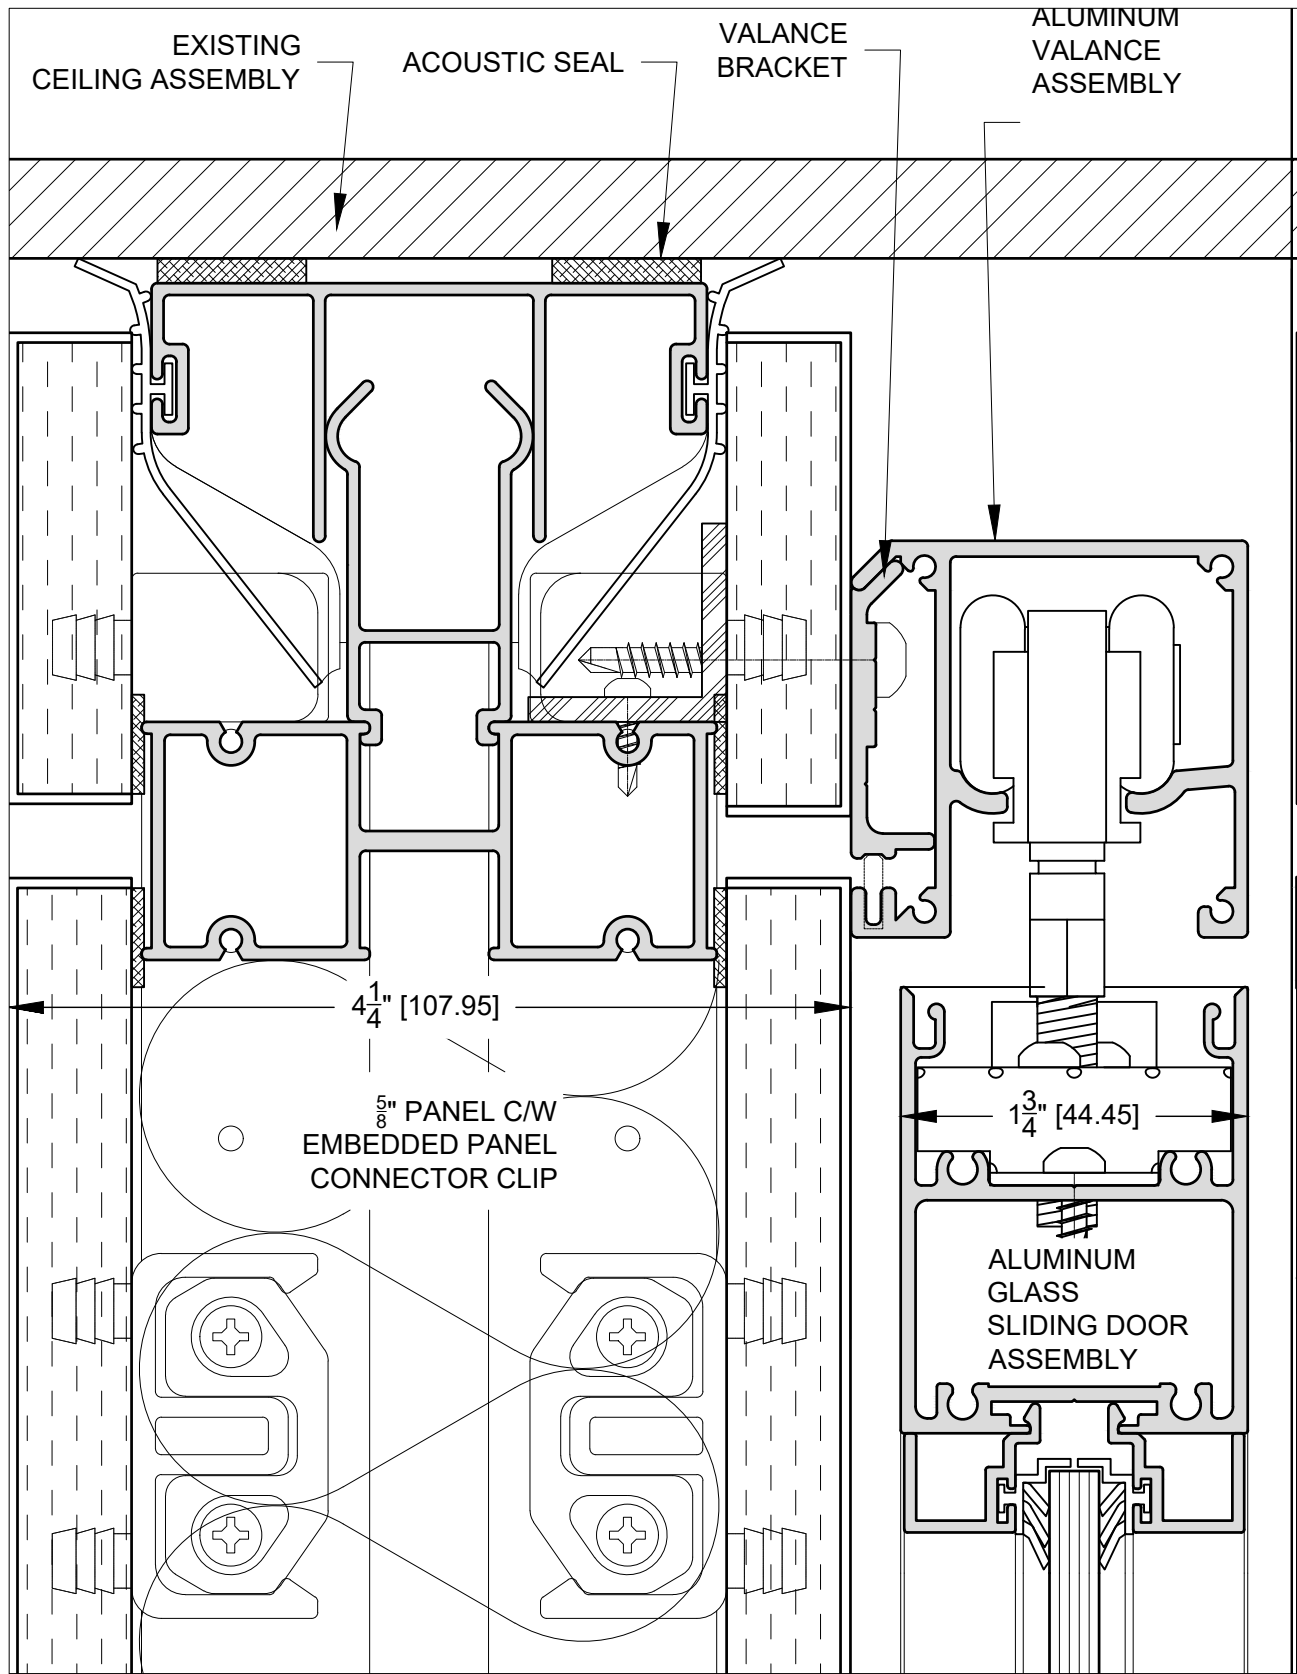 EXISTING
CEILING ASSEMBLY
ACOUSTIC SEAL
VALANCE
BRACKET
ALUMINUM
VALANCE
ASSEMBLY
4 1/4" [107.95]
5/8" PANEL C/W
EMBEDDED PANEL
CONNECTOR CLIP
1 3/4" [44.45]
ALUMINUM
GLASS
SLIDING DOOR
ASSEMBLY